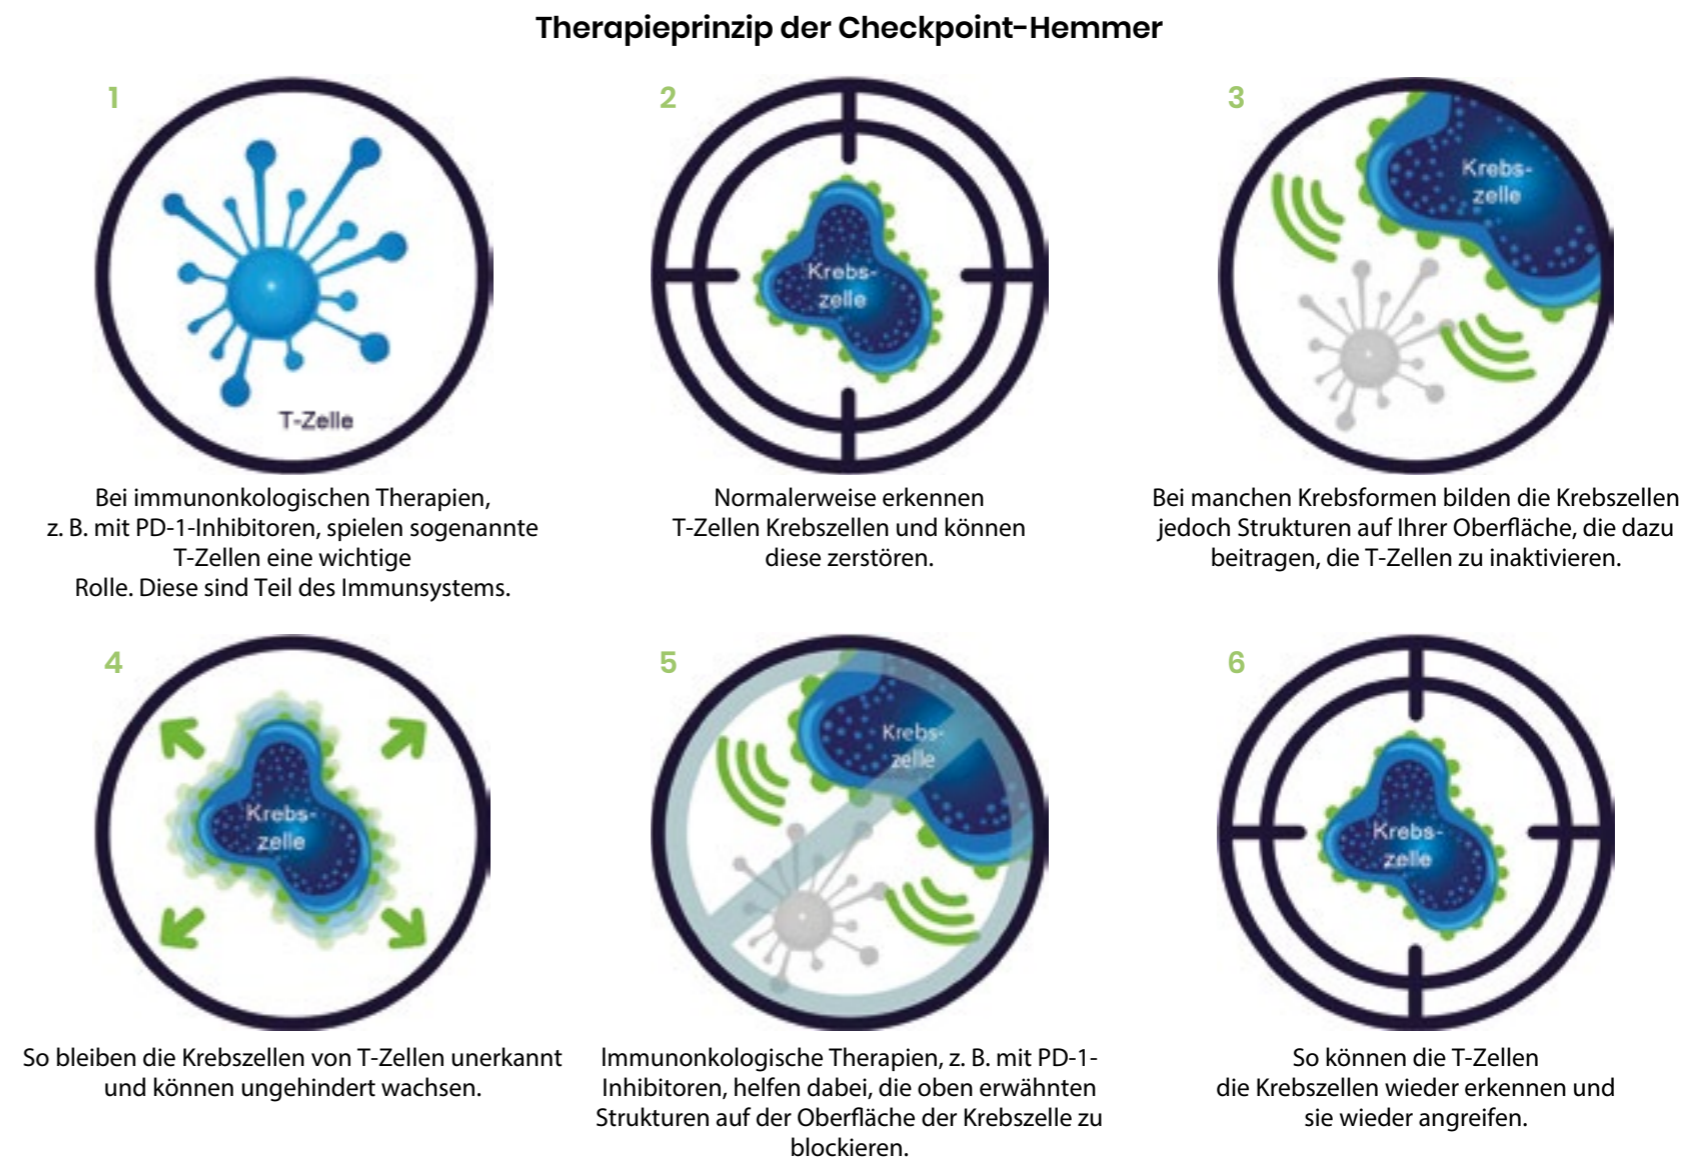 Therapieprinzip der Checkpoint-Hemmer
1
T-Zelle
Bei immunonkologischen Therapien,
z. B. mit PD-1-Inhibitoren, spielen sogenannte
T-Zellen eine wichtige
Rolle. Diese sind Teil des Immunsystems.
2
Krebs-
zelle
Normalerweise erkennen
T-Zellen Krebszellen und können
diese zerstören.
3
Krebs-
zelle
Bei manchen Krebsformen bilden die Krebszellen
jedoch Strukturen auf Ihrer Oberfläche, die dazu
beitragen, die T-Zellen zu inaktivieren.
4
Krebs-
zelle
So bleiben die Krebszellen von T-Zellen unerkannt
und können ungehindert wachsen.
5
Krebs-
zelle
Immunonkologische Therapien, z. B. mit PD-1-
Inhibitoren, helfen dabei, die oben erwähnten
Strukturen auf der Oberfläche der Krebszelle zu
blockieren.
6
Krebs-
zelle
So können die T-Zellen
die Krebszellen wieder erkennen und
sie wieder angreifen.